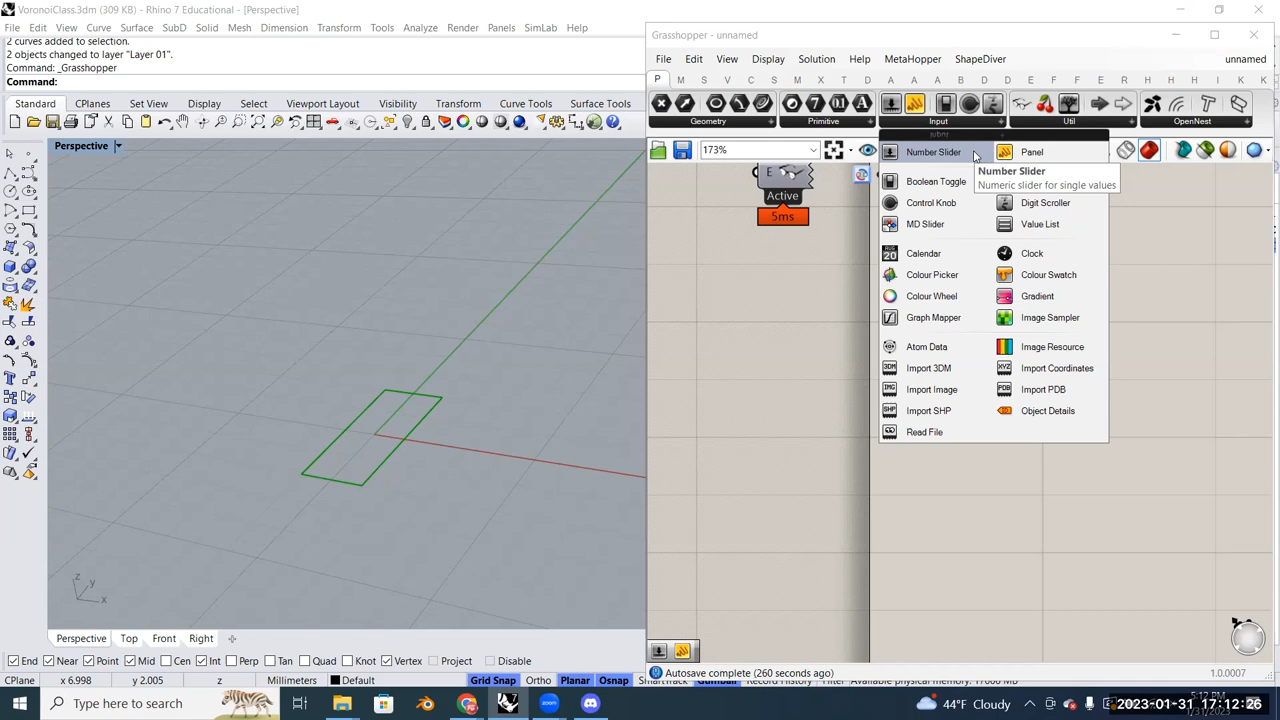 VoronoiClass.3dm (309 KB) - Rhino 7 Educational - [Perspective]
File Edit View Curve Surface SubD Solid Mesh Dimension Transform Tools Analyze Render Panels SimLab Help
2 curves added to selection.
2 objects changed to layer "Layer 01".
Command: _Grasshopper
Command:
Standard CPlanes Set View Display Select Viewport Layout Visibility Transform Curve Tools Surface Tools
Perspective
z y x
Perspective Top Front Right
End Near Point Mid Cen Int Perp Tan Quad Knot Vertex Project Disable
CPlane x 6.998 y 2.005 z Millimeters Default Grid Snap Ortho Planar Osnap SmartTrack Gumball Record History Filter Available physical memory: 17000 MB
Grasshopper - unnamed
File Edit View Display Solution Help MetaHopper ShapeDiver unnamed
P M S V C S M T D A A B D D E F F H H H K K
Geometry Primitive Input Util OpenNest
173%
E
Active
5ms
Number Slider Panel
Number Slider
Numeric slider for single values
Boolean Toggle
Control Knob Digit Scroller
MD Slider Value List
Calendar Clock
Colour Picker Colour Swatch
Colour Wheel Gradient
Graph Mapper Image Sampler
Atom Data Image Resource
Import 3DM Import Coordinates
Import Image Import PDB
Import SHP Object Details
Read File
Autosave complete (260 seconds ago) 1.0.0007
Type here to search
44°F Cloudy
5:12 PM
1/31/2023
2023-01-31 17:12:26